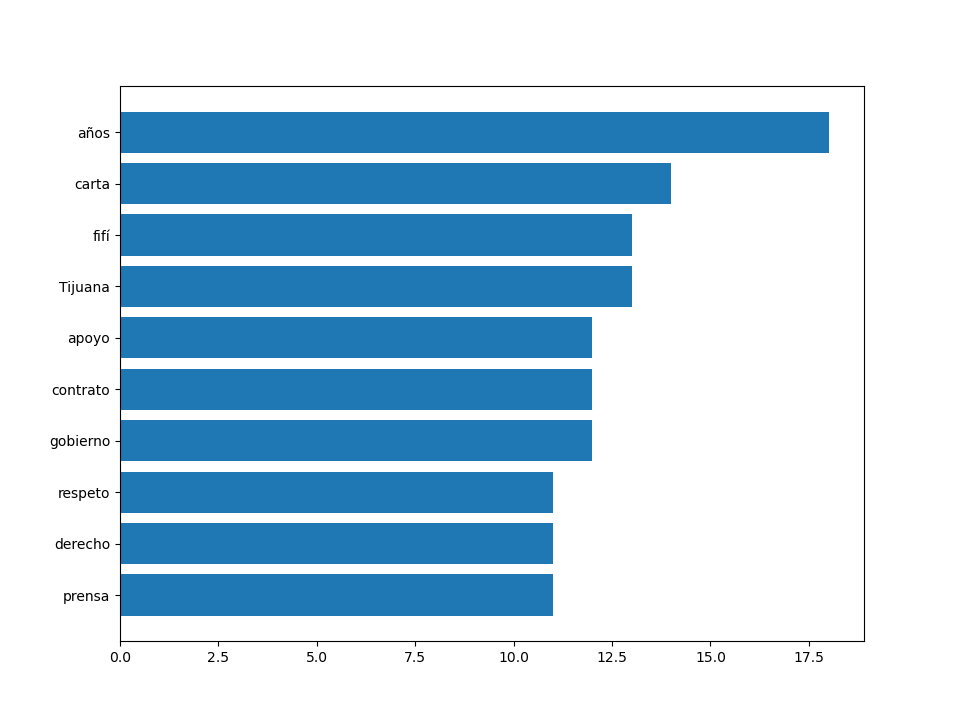 años
carta
fifí
Tijuana
apoyo
contrato
gobierno
respeto
derecho
prensa
0.0 2.5 5.0 7.5 10.0 12.5 15.0 17.5